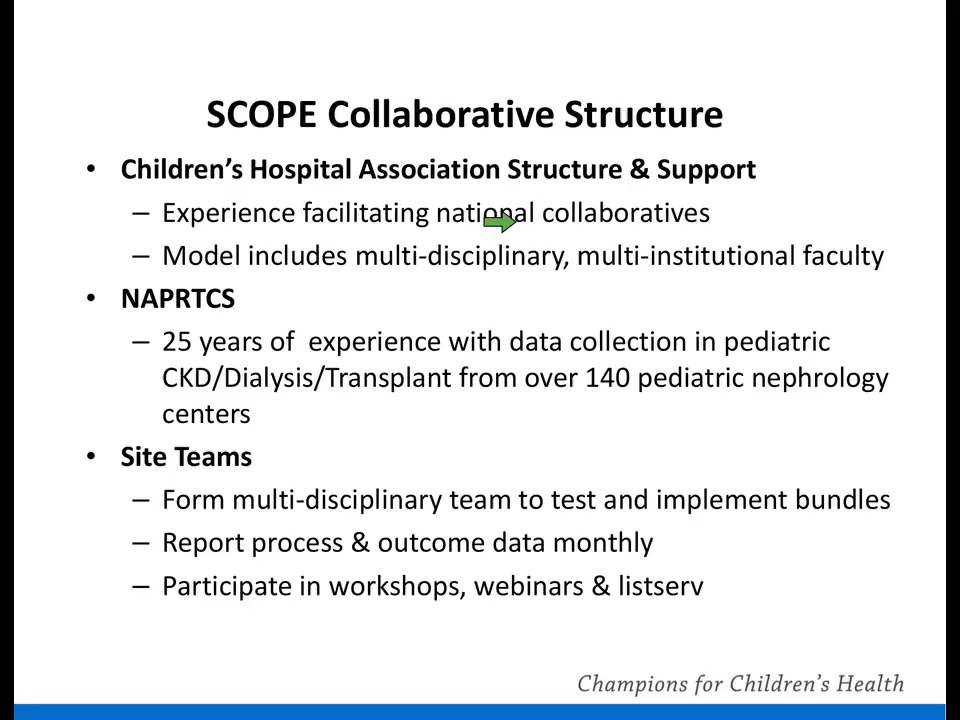 SCOPE Collaborative Structure
• Children's Hospital Association Structure & Support
– Experience facilitating national collaboratives
– Model includes multi-disciplinary, multi-institutional faculty
• NAPRTCS
– 25 years of  experience with data collection in pediatric
CKD/Dialysis/Transplant from over 140 pediatric nephrology
centers
• Site Teams
– Form multi-disciplinary team to test and implement bundles
– Report process & outcome data monthly
– Participate in workshops, webinars & listserv
Champions for Children's Health